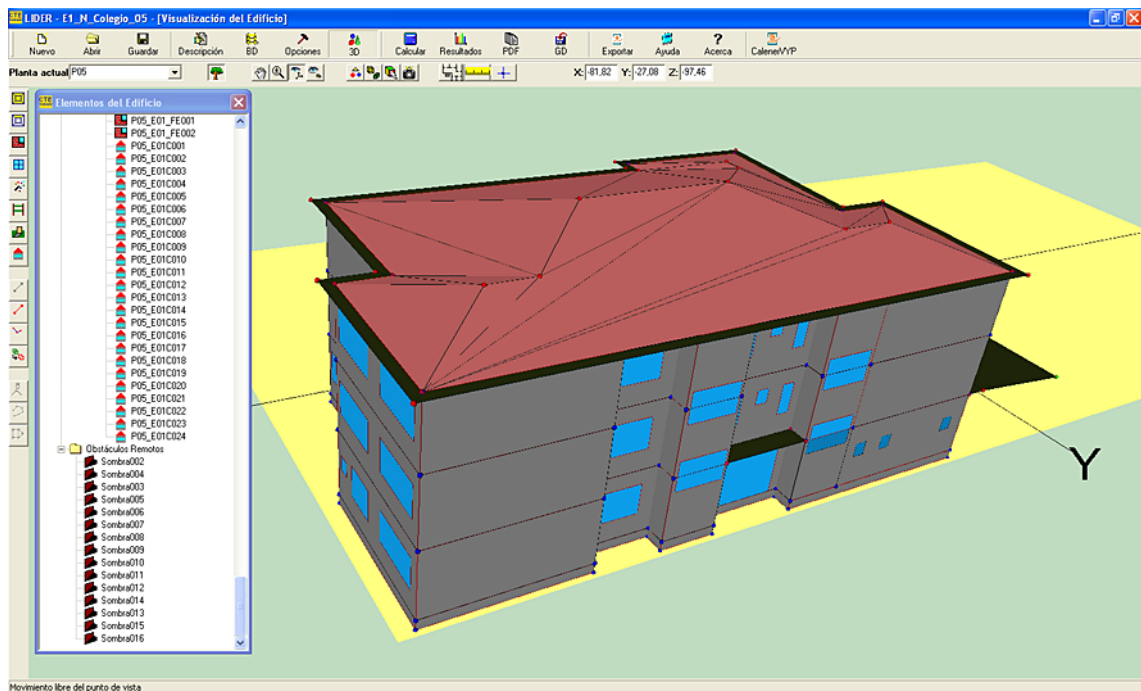 CTE LIDER - E1_N_Colegio_05 - [Visualización del Edificio]
Nuevo Abrir Guardar Descripción BD Opciones 3D Calcular Resultados PDF GD Exportar Ayuda Acerca CalenerVYP
Planta actual P05 X: -81,82 Y: -27,08 Z: -97,46
CTE Elementos del Edificio
P05_E01_FE001
P05_E01_FE002
P05_E01C001
P05_E01C002
P05_E01C003
P05_E01C004
P05_E01C005
P05_E01C006
P05_E01C007
P05_E01C008
P05_E01C009
P05_E01C010
P05_E01C011
P05_E01C012
P05_E01C013
P05_E01C014
P05_E01C015
P05_E01C016
P05_E01C017
P05_E01C018
P05_E01C019
P05_E01C020
P05_E01C021
P05_E01C022
P05_E01C023
P05_E01C024
Obstáculos Remotos
Sombra002
Sombra004
Sombra003
Sombra005
Sombra006
Sombra007
Sombra008
Sombra009
Sombra010
Sombra011
Sombra012
Sombra014
Sombra013
Sombra015
Sombra016
Y
Movimiento libre del punto de vista